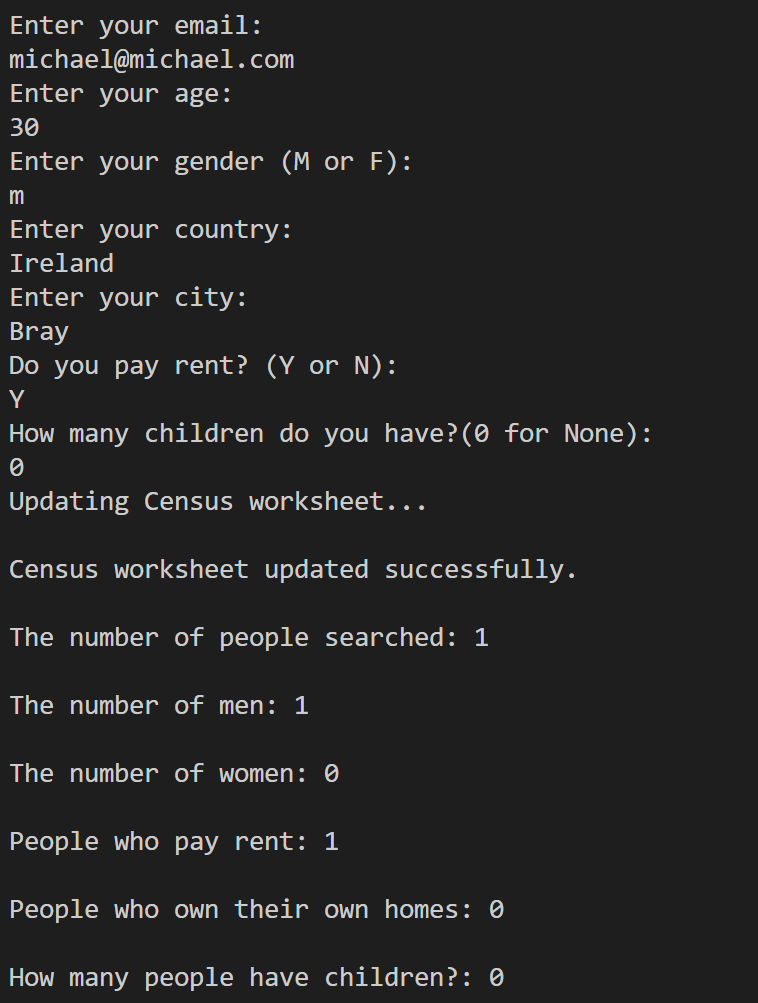 Enter your email:
michael@michael.com
Enter your age:
30
Enter your gender (M or F):
m
Enter your country:
Ireland
Enter your city:
Bray
Do you pay rent? (Y or N):
Y
How many children do you have?(0 for None):
0
Updating Census worksheet...
Census worksheet updated successfully.
The number of people searched: 1
The number of men: 1
The number of women: 0
People who pay rent: 1
People who own their own homes: 0
How many people have children?: 0